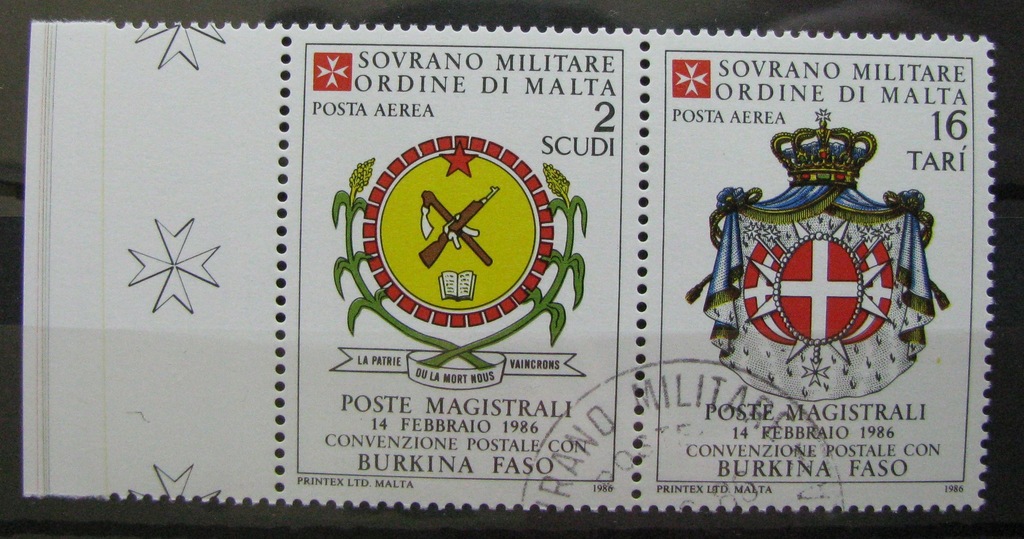 SOVRANO MILITARE
ORDINE DI MALTA
POSTA AEREA
2
SCUDI
LA PATRIE
OU LA MORT NOUS
VAINCRONS
POSTE MAGISTRALI
14 FEBBRAIO 1986
CONVENZIONE POSTALE CON
BURKINA FASO
PRINTEX LTD. MALTA
1986
SOVRANO MILITARE
ORDINE DI MALTA
POSTA AEREA
16
TARÍ
POSTE MAGISTRALI
14 FEBBRAIO 1986
CONVENZIONE POSTALE CON
BURKINA FASO
PRINTEX LTD. MALTA
1986
RANO MILITAR
POSTE